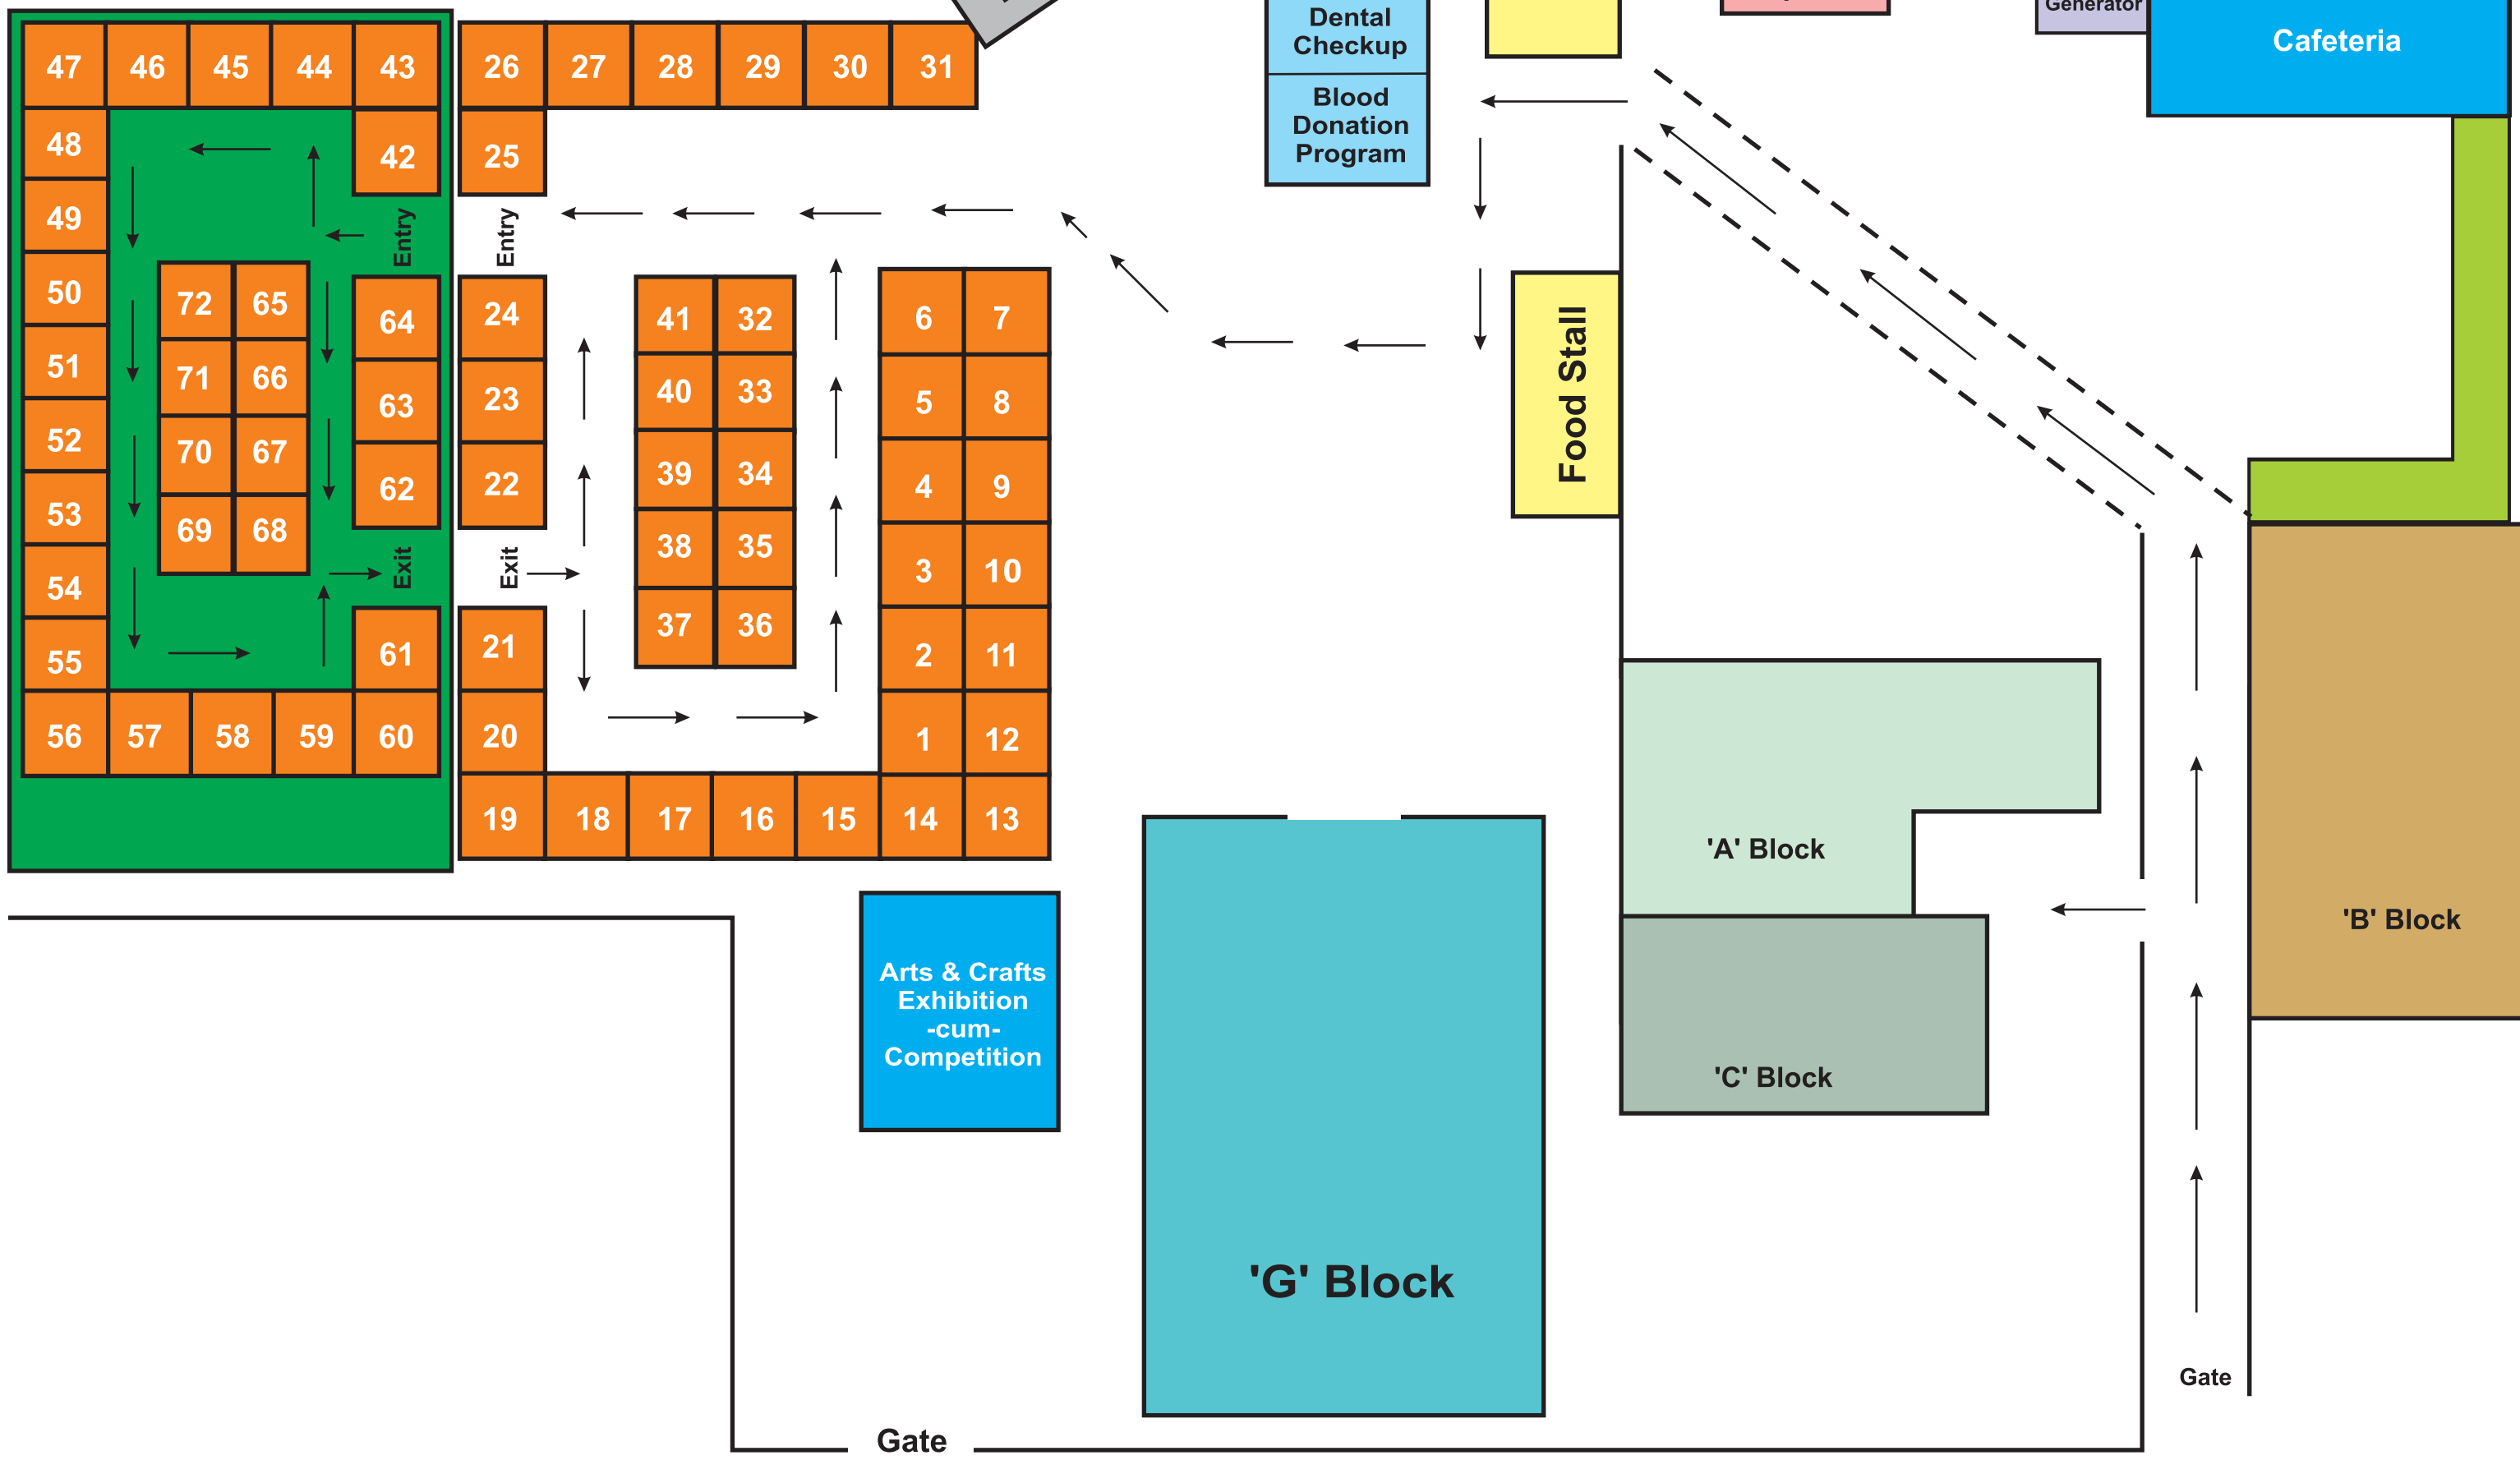 Generator
Dental
Checkup
Cafeteria
47 46 45 44 43 26 27 28 29 30 31
Blood
Donation
Program
48 42 25
49
Entry Entry
50 72 65 64 24 41 32 6 7
51 71 66 63 23 40 33 5 8
Food Stall
52 70 67 62 22 39 34 4 9
53 69 68 38 35 3 10
Exit Exit
54
55 61 21 37 36 2 11
56 57 58 59 60 20 1 12
19 18 17 16 15 14 13
'A' Block
'B' Block
Arts & Crafts
Exhibition
-cum-
Competition
'C' Block
'G' Block
Gate
Gate